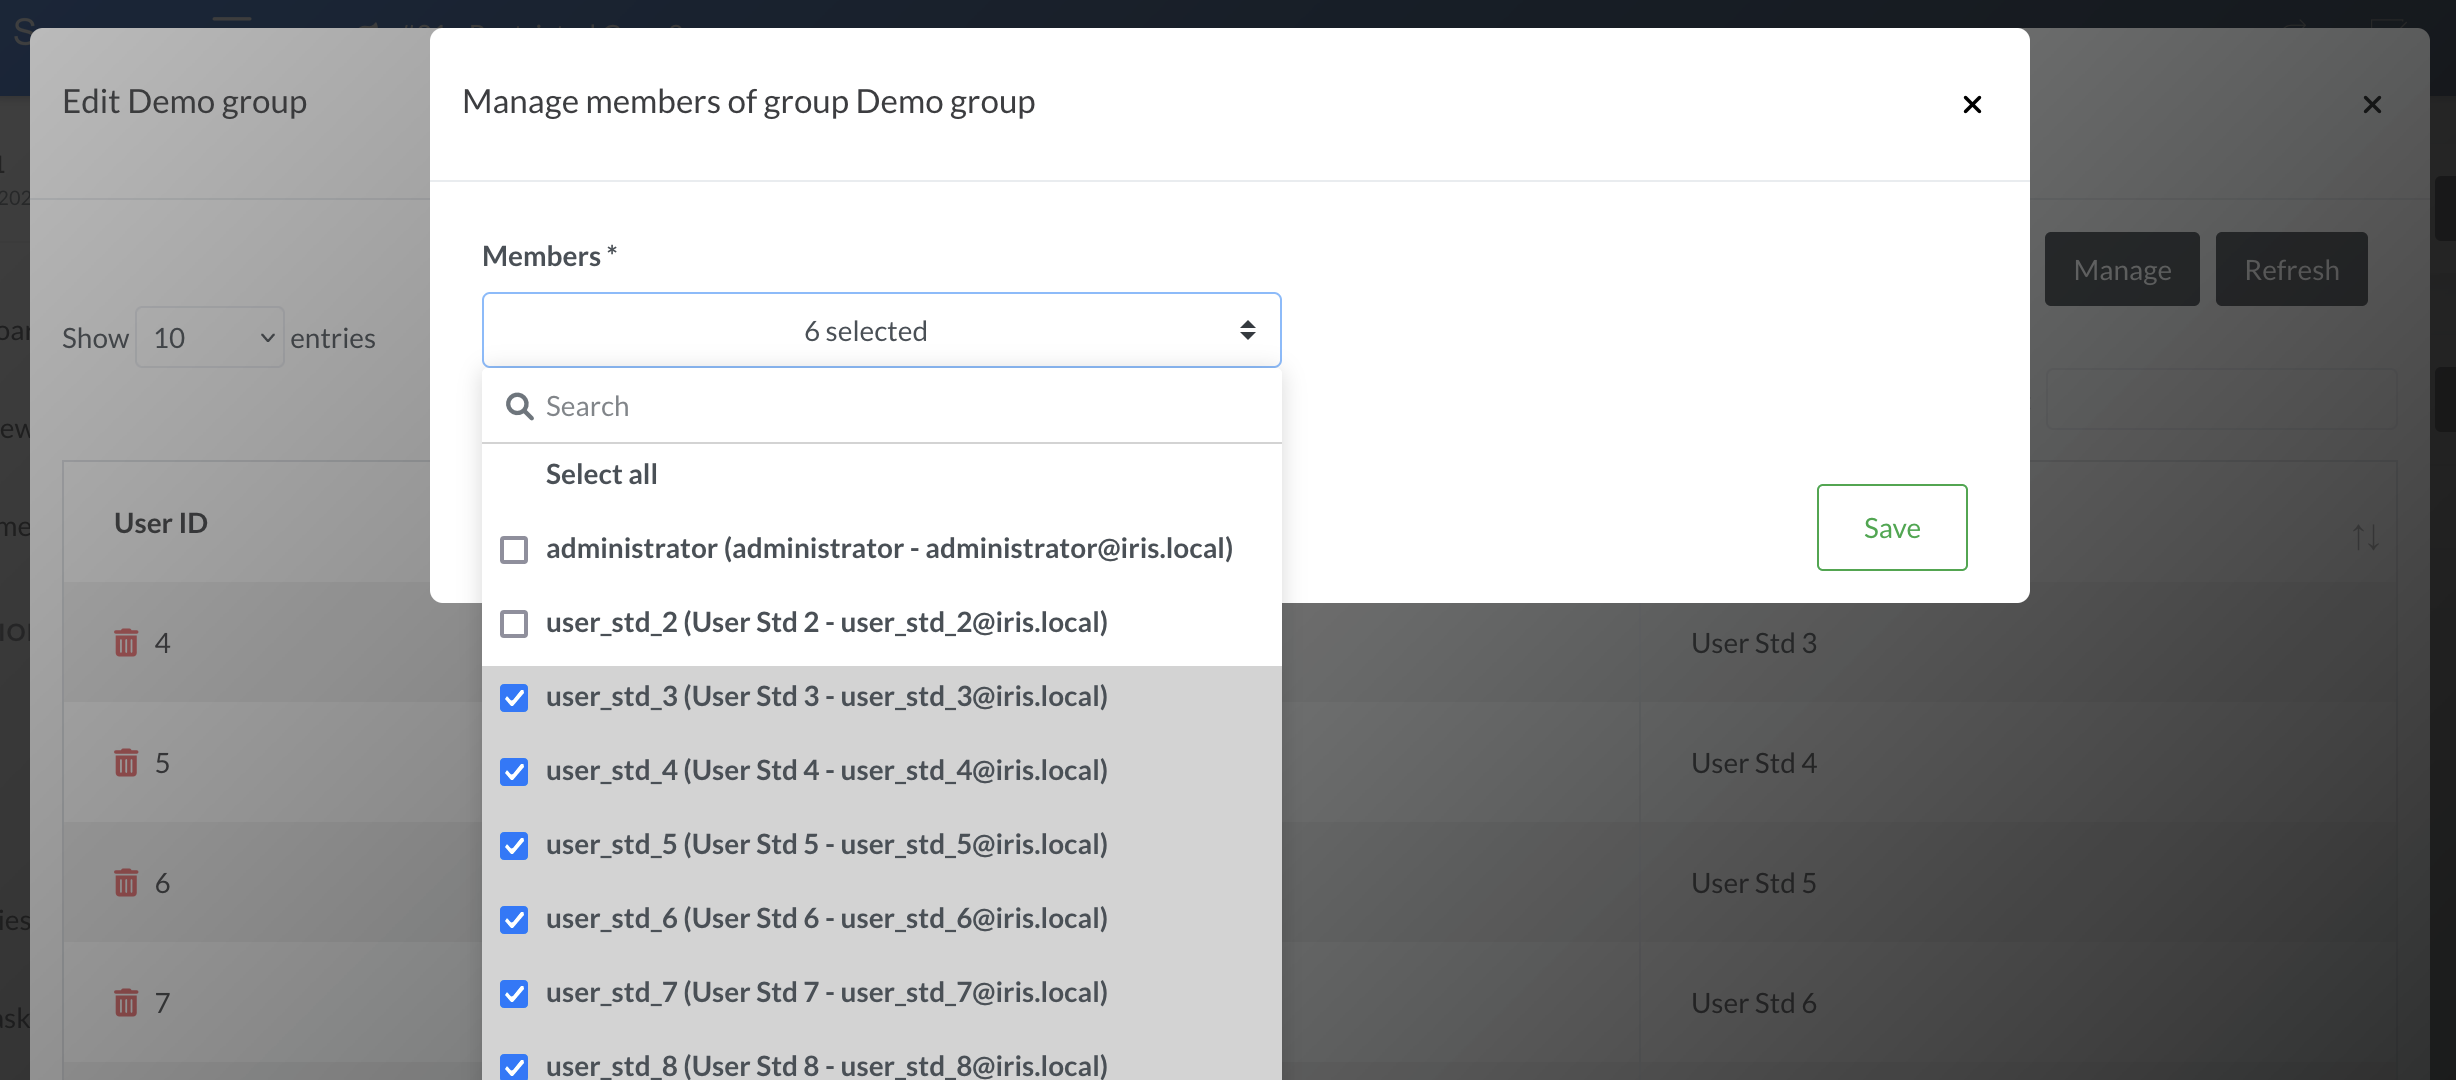 Edit Demo group
Manage members of group Demo group
Members *
Manage
Refresh
Show 10 entries
6 selected
Search
Select all
User ID
administrator (administrator - administrator@iris.local)
Save
user_std_2 (User Std 2 - user_std_2@iris.local)
4
User Std 3
user_std_3 (User Std 3 - user_std_3@iris.local)
5
user_std_4 (User Std 4 - user_std_4@iris.local)
User Std 4
user_std_5 (User Std 5 - user_std_5@iris.local)
6
User Std 5
user_std_6 (User Std 6 - user_std_6@iris.local)
7
user_std_7 (User Std 7 - user_std_7@iris.local)
User Std 6
user_std_8 (User Std 8 - user_std_8@iris.local)